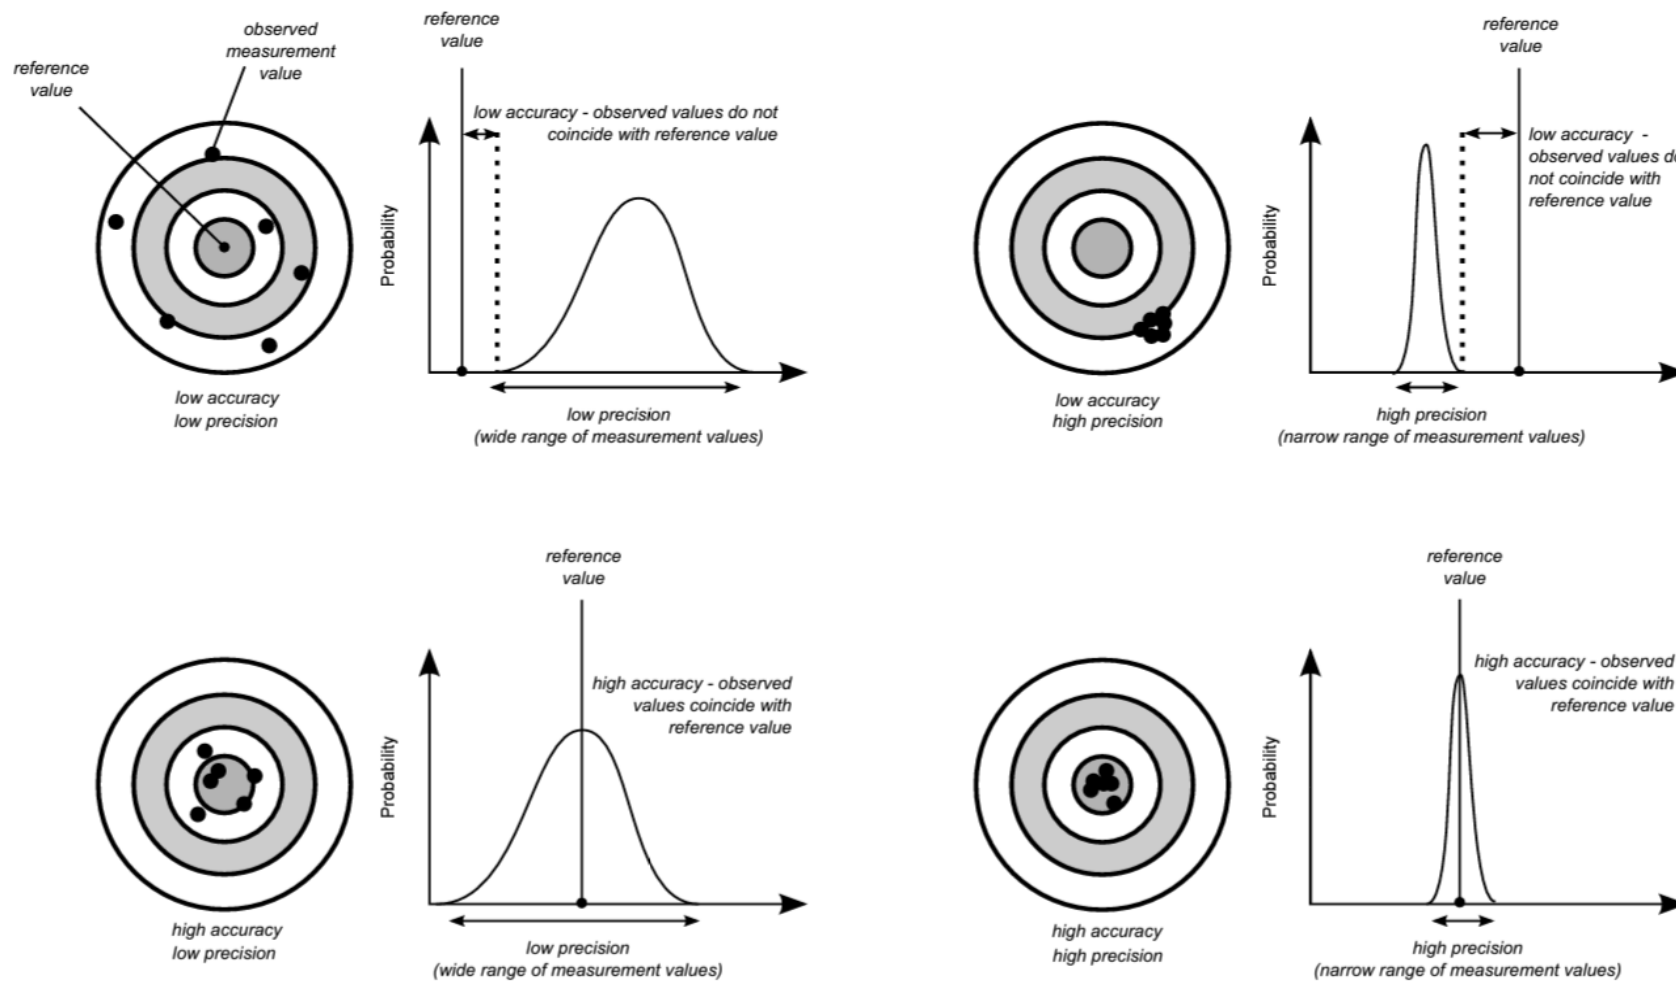 observed
measurement
value
reference
value
reference
value
low accuracy - observed values do not
coincide with reference value
Probability
low accuracy
low precision
low precision
(wide range of measurement values)
reference
value
low accuracy -
observed values do
not coincide with
reference value
Probability
low accuracy
high precision
high precision
(narrow range of measurement values)
reference
value
high accuracy - observed
values coincide with
reference value
Probability
high accuracy
low precision
low precision
(wide range of measurement values)
reference
value
high accuracy - observed
values coincide with
reference value
Probability
high accuracy
high precision
high precision
(narrow range of measurement values)